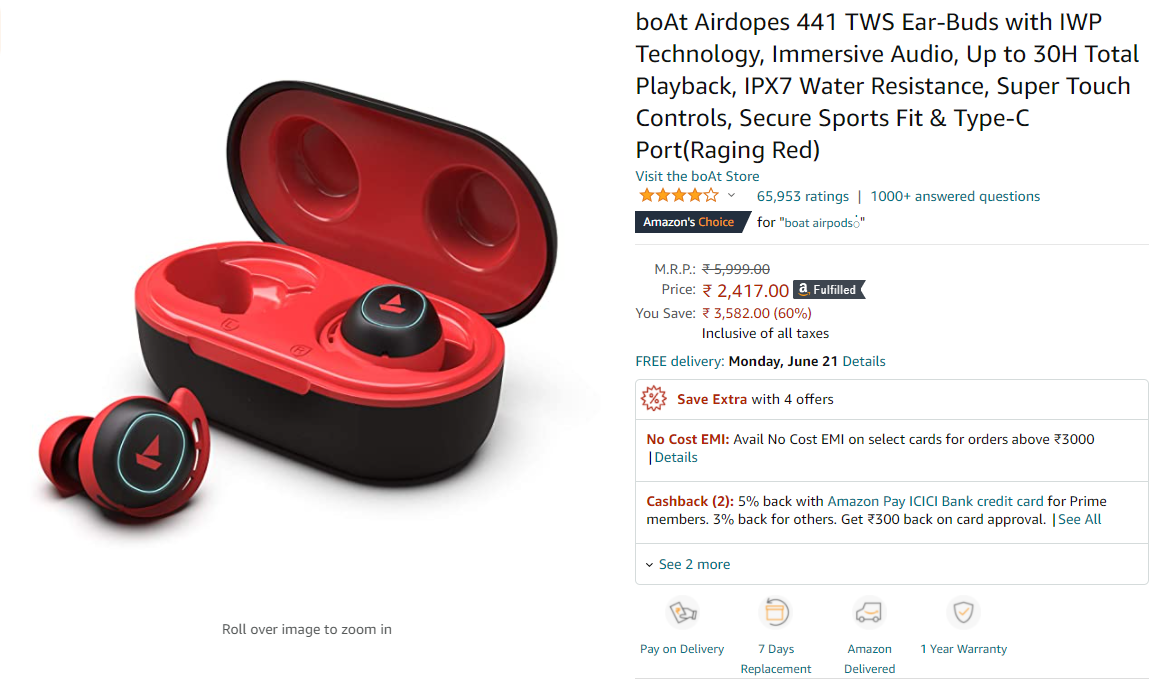 boAt Airdopes 441 TWS Ear-Buds with IWP
Technology, Immersive Audio, Up to 30H Total
Playback, IPX7 Water Resistance, Super Touch
Controls, Secure Sports Fit & Type-C
Port(Raging Red)
Visit the boAt Store
65,953 ratings | 1000+ answered questions
Amazon's Choice for "boat airpodsं"
M.R.P.: ₹ 5,999.00
Price: ₹ 2,417.00 a Fulfilled
You Save: ₹ 3,582.00 (60%)
Inclusive of all taxes
FREE delivery: Monday, June 21 Details
% Save Extra with 4 offers
No Cost EMI: Avail No Cost EMI on select cards for orders above ₹3000
|Details
Cashback (2): 5% back with Amazon Pay ICICI Bank credit card for Prime
members. 3% back for others. Get ₹300 back on card approval. |See All
See 2 more
Pay on Delivery
7 Days
Replacement
Amazon
Delivered
1 Year Warranty
L
R
Roll over image to zoom in